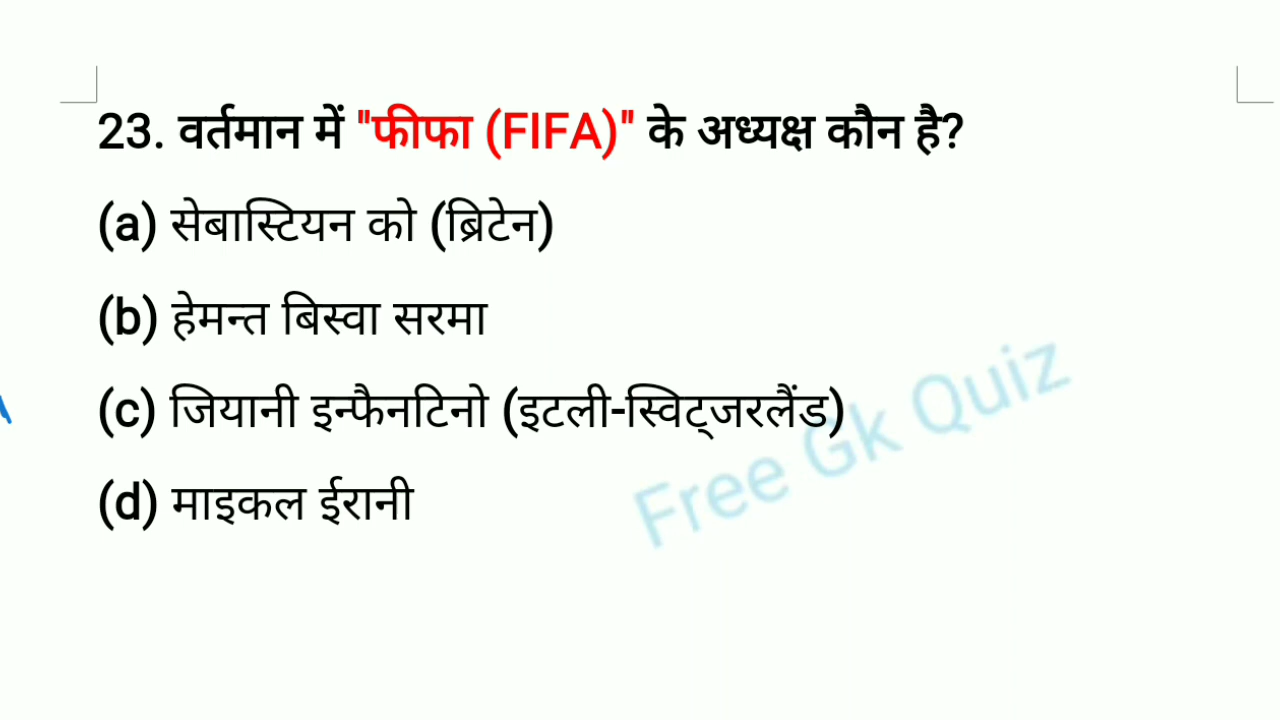 23. वर्तमान में "फीफा (FIFA)" के अध्यक्ष कौन है?
(a) सेबास्टियन को (ब्रिटेन)
(b) हेमन्त बिस्वा सरमा
(c) जियानी इन्फैनटिनो (इटली-स्विट्जरलैंड)
(d) माइकल ईरानी
Free Gk Quiz